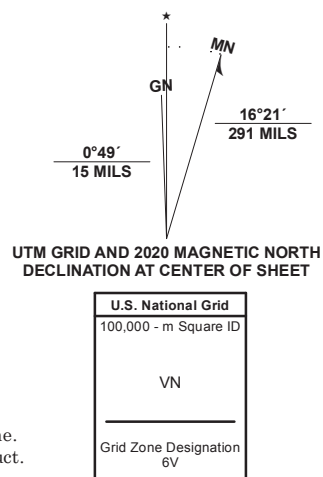 MN
GN
16°21´
291 MILS
0°49´
15 MILS
UTM GRID AND 2020 MAGNETIC NORTH
DECLINATION AT CENTER OF SHEET
U.S. National Grid
100,000 - m Square ID
VN
Grid Zone Designation
6V